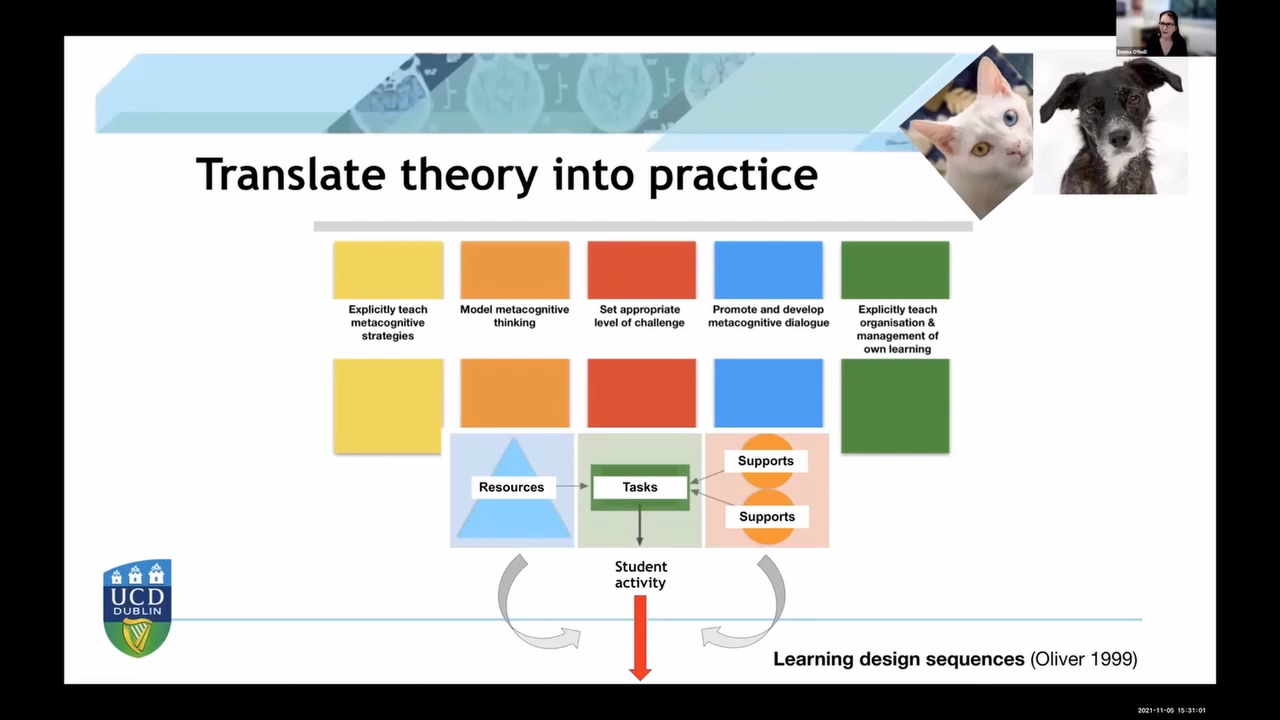 Emma O'Neill
Translate theory into practice
Explicitly teach
metacognitive
strategies
Model metacognitive
thinking
Set appropriate
level of challenge
Promote and develop
metacognitive dialogue
Explicitly teach
organisation &
management of
own learning
Resources
Tasks
Supports
Supports
Student
activity
UCD
DUBLIN
Learning design sequences (Oliver 1999)
2021-11-05 15:31:01